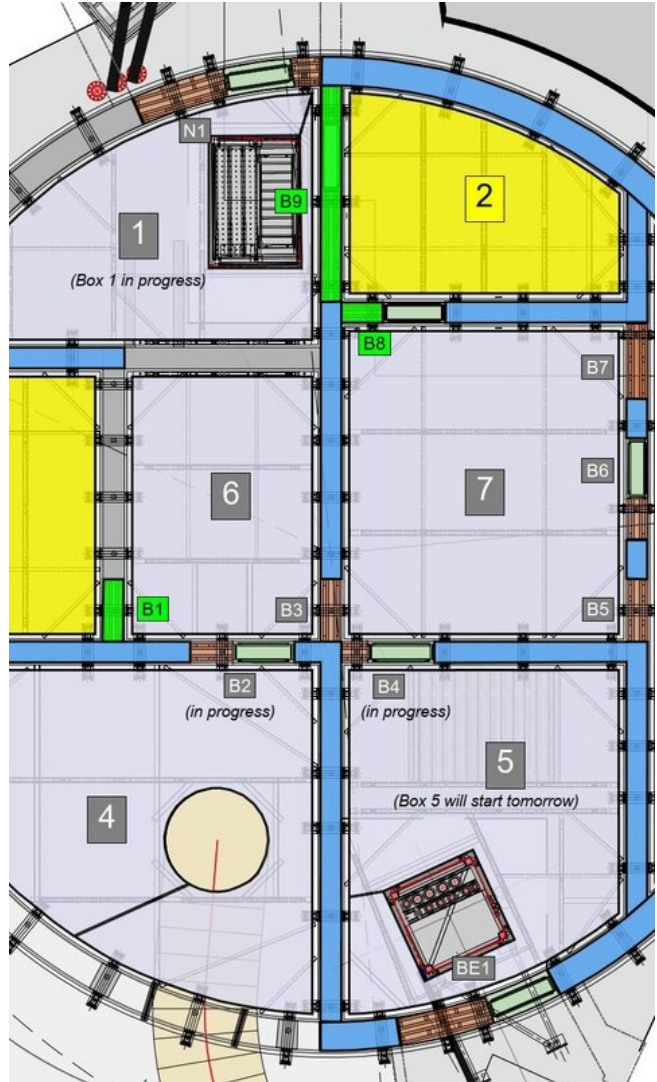 N1
B9
2
1
(Box 1 in progress)
B8
B7
6
7
B6
B1
B3
B5
B2
B4
(in progress)
(in progress)
4
5
(Box 5 will start tomorrow)
BE1